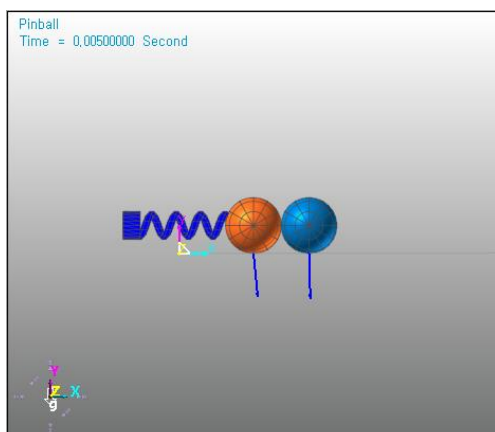 Pinball
Time = 0,00500000 Second
Y
Z X
g